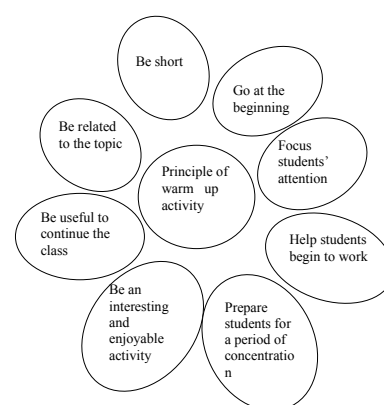 Be short
Go at the
beginning
Be related
to the topic
Focus
students’
attention
Principle of
warm up
activity
Be useful to
continue the
class
Help students
begin to work
Be an
interesting
and
enjoyable
activity
Prepare
students for
a period of
concentratio
n